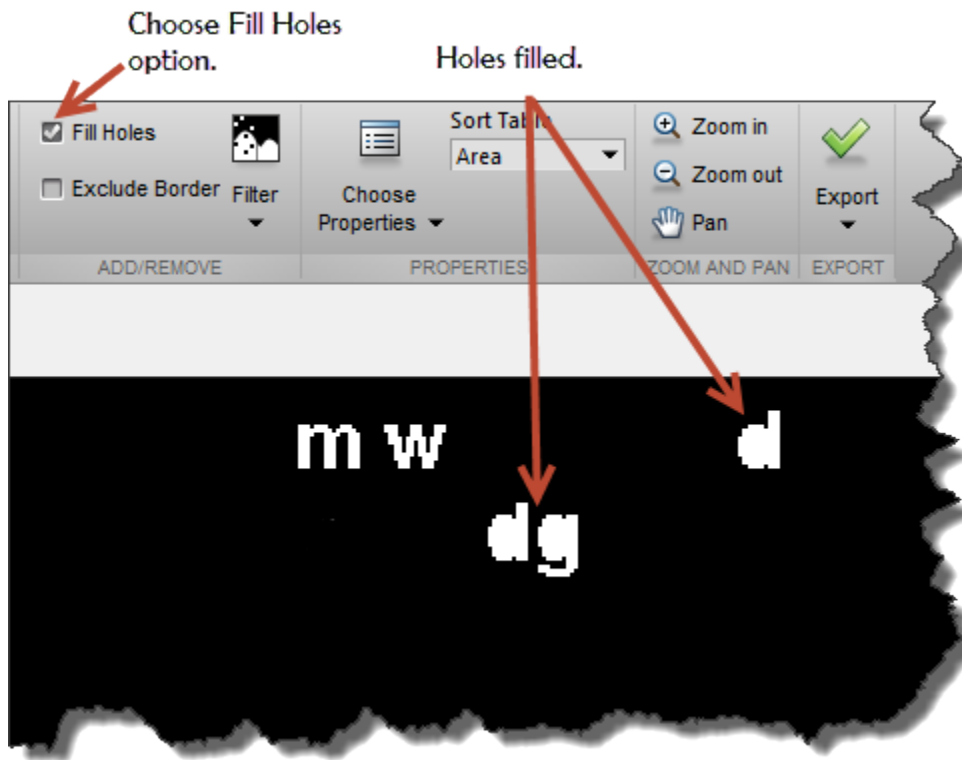 Choose Fill Holes
option.
Holes filled.
Fill Holes
Exclude Border
Filter
Choose
Properties
Sort Table
Area
Zoom in
Zoom out
Pan
Export
ADD/REMOVE
PROPERTIES
ZOOM AND PAN
EXPORT
m w d
dg